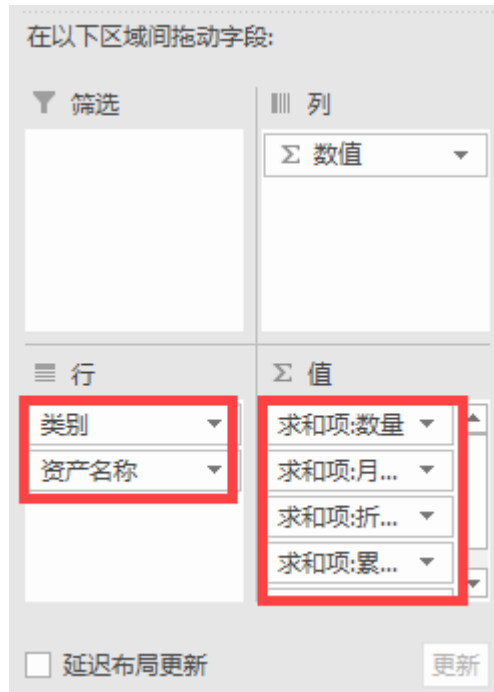 在以下区域间拖动字段:
筛选
列
Σ 数值
行
Σ 值
类别
资产名称
求和项:数量
求和项:月...
求和项:折...
求和项:累...
延迟布局更新
更新